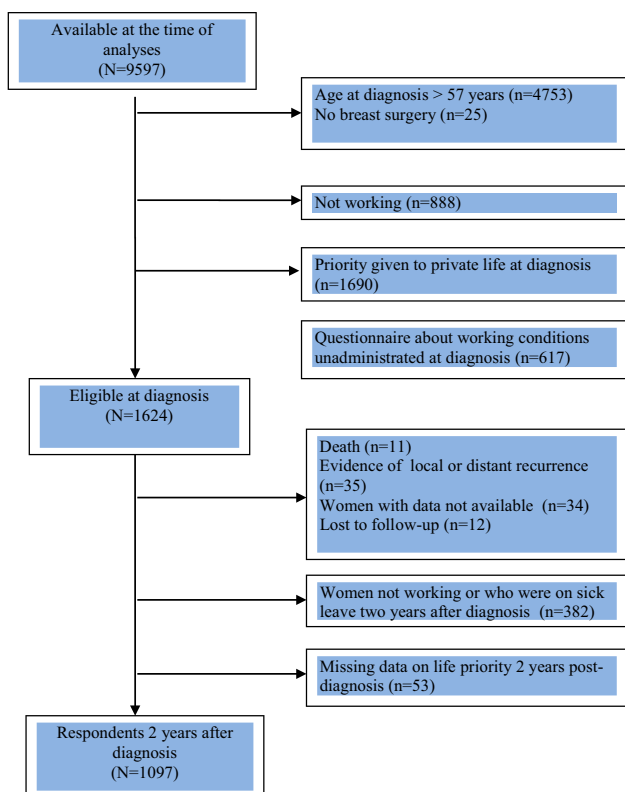 Available at the time of
analyses
(N=9597)
Age at diagnosis > 57 years (n=4753)
No breast surgery (n=25)
Not working (n=888)
Priority given to private life at diagnosis
(n=1690)
Questionnaire about working conditions
unadministrated at diagnosis (n=617)
Eligible at diagnosis
(N=1624)
Death (n=11)
Evidence of local or distant recurrence
(n=35)
Women with data not available (n=34)
Lost to follow-up (n=12)
Women not working or who were on sick
leave two years after diagnosis (n=382)
Missing data on life priority 2 years post-
diagnosis (n=53)
Respondents 2 years after
diagnosis
(N=1097)